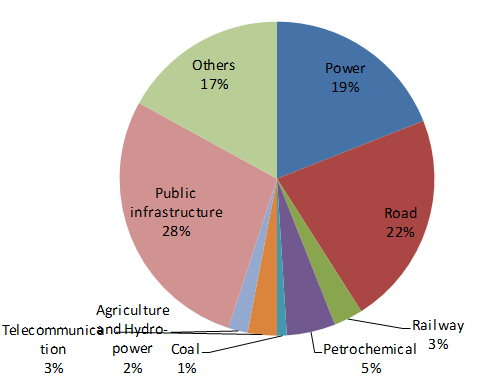 Others
17%
Power
19%
Public
infrastructure
28%
Road
22%
Agriculture
and Hydro-
power
2%
Telecommunica
tion
3%
Coal
1%
Petrochemical
5%
Railway
3%